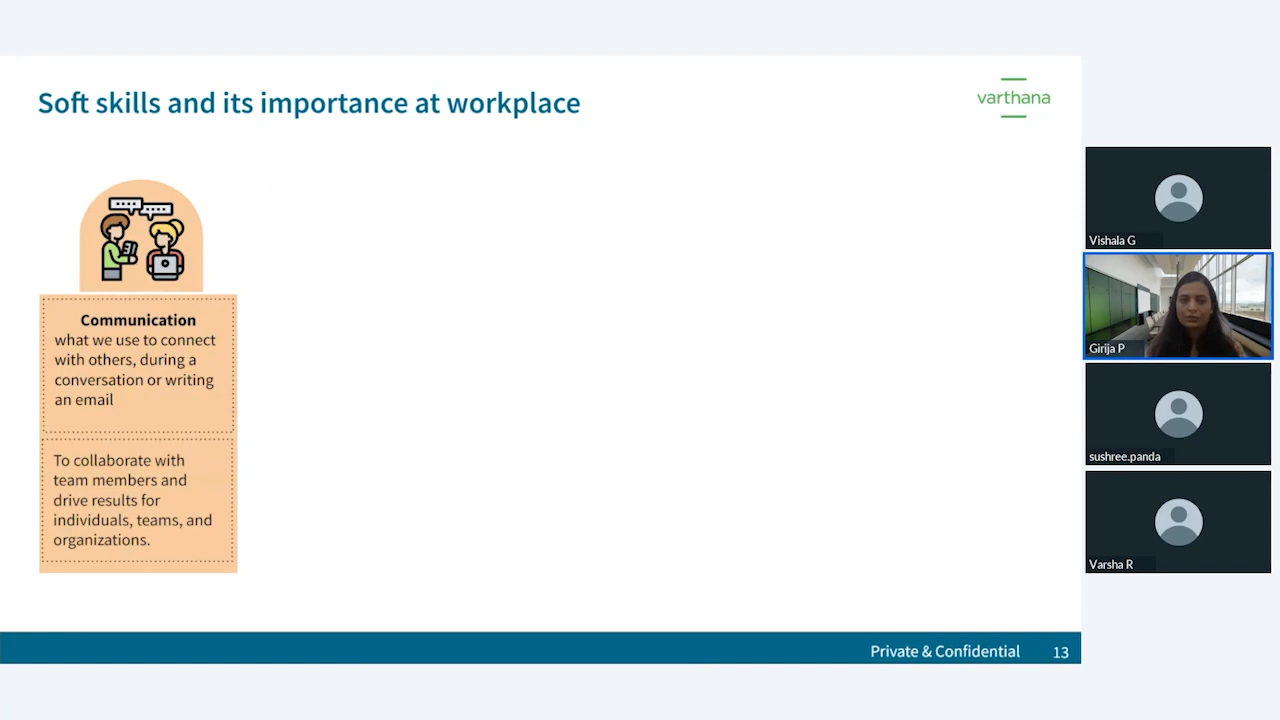 Soft skills and its importance at workplace
varthana
Communication
what we use to connect
with others, during a
conversation or writing
an email
To collaborate with
team members and
drive results for
individuals, teams, and
organizations.
Private & Confidential
13
Vishala G
Girija P
sushree.panda
Varsha R